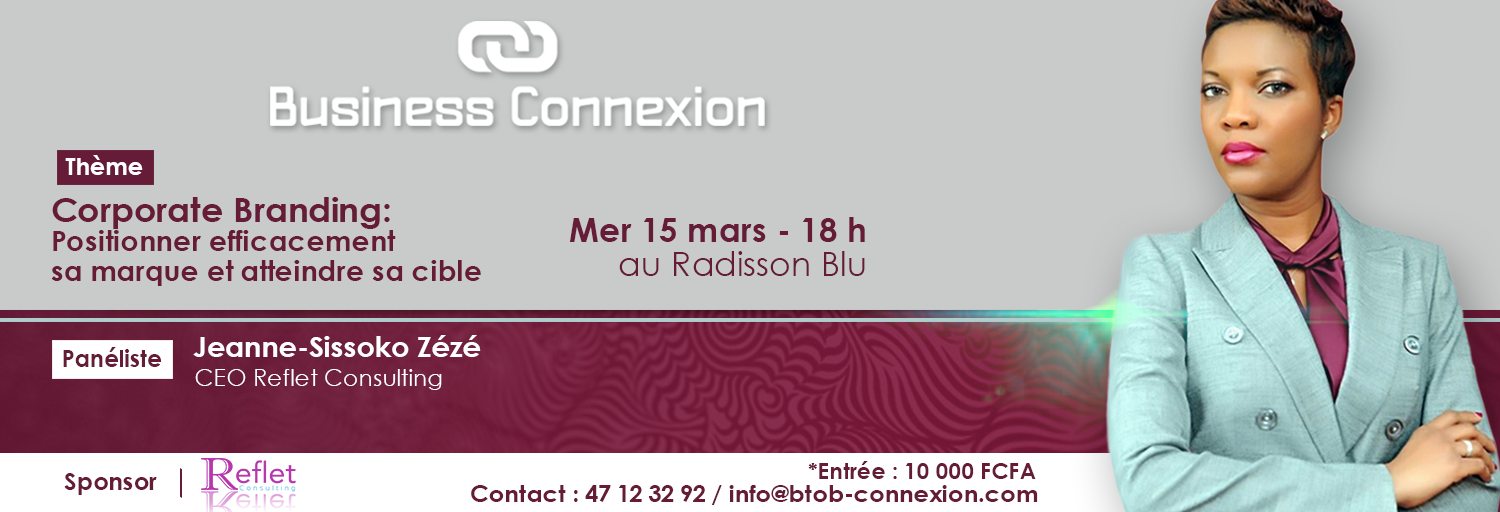 Business Connexion
Thème
Corporate Branding:
Positionner efficacement
sa marque et atteindre sa cible
Mer 15 mars - 18 h
au Radisson Blu
Panéliste
Jeanne-Sissoko Zézé
CEO Reflet Consulting
Sponsor
Reflet
Consulting
*Entrée : 10 000 FCFA
Contact : 47 12 32 92 / info@btob-connexion.com